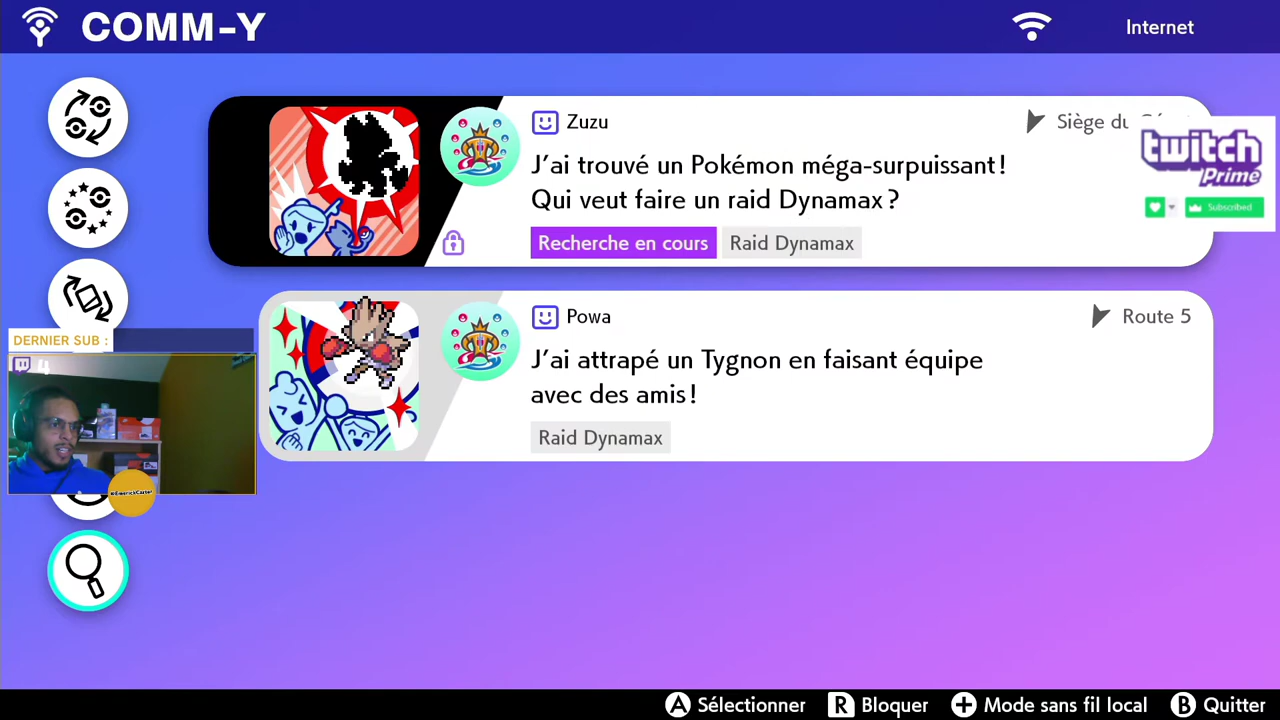 COMM-Y
Internet
Zuzu
Siège du
J'ai trouvé un Pokémon méga-surpuissant !
Qui veut faire un raid Dynamax ?
Recherche en cours
Raid Dynamax
twitch
Prime
Subscribed
Powa
Route 5
J'ai attrapé un Tygnon en faisant équipe
avec des amis !
Raid Dynamax
DERNIER SUB :
A Sélectionner
R Bloquer
+ Mode sans fil local
B Quitter